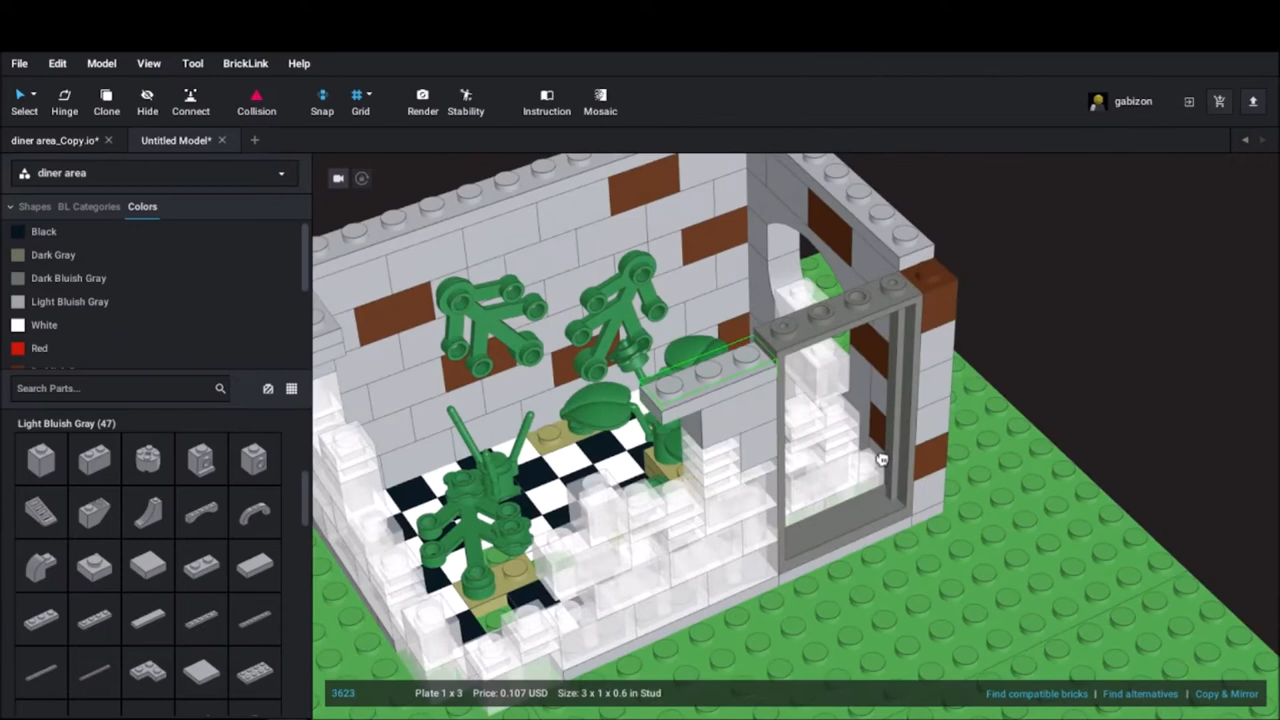 File Edit Model View Tool BrickLink Help
Select Hinge Clone Hide Connect Collision Snap Grid Render Stability Instruction Mosaic gabizon
diner area_Copy.io* Untitled Model*
diner area
Shapes BL Categories Colors
Black
Dark Gray
Dark Bluish Gray
Light Bluish Gray
White
Red
Search Parts...
Light Bluish Gray (47)
3623 Plate 1 x 3 Price: 0.107 USD Size: 3 x 1 x 0.6 in Stud Find compatible bricks | Find alternatives | Copy & Mirror